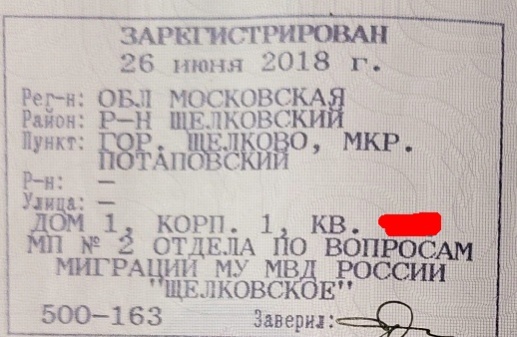 ЗАРЕГИСТРИРОВАН
26 июня 2018 г.
Рег-н: ОБЛ МОСКОВСКАЯ
Район: Р-Н ЩЕЛКОВСКИЙ
Пункт: ГОР. ЩЕЛКОВО, МКР.
ПОТАПОВСКИЙ
Р-н: –
Улица: –
ДОМ 1, КОРП. 1, КВ.
МП № 2 ОТДЕЛА ПО ВОПРОСАМ
МИГРАЦИИ МУ МВД РОССИИ
"ЩЕЛКОВСКОЕ"
500-163 Заверил: